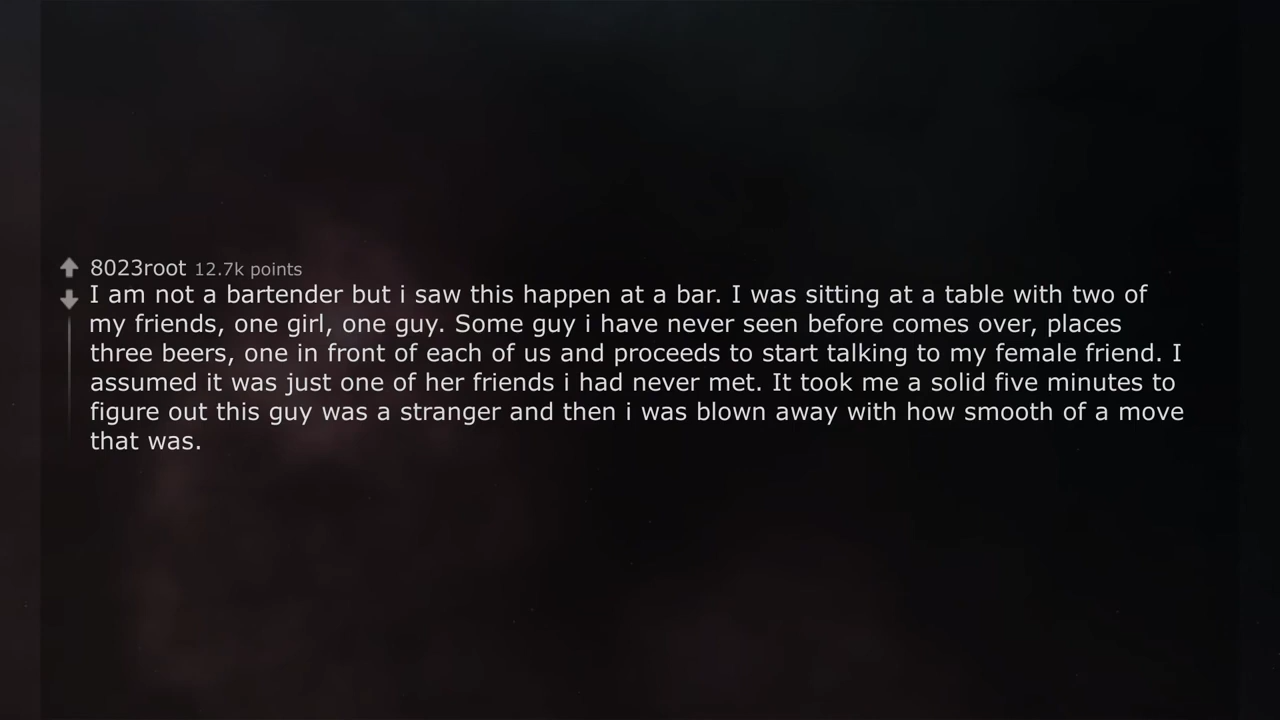 8023root 12.7k points
I am not a bartender but i saw this happen at a bar. I was sitting at a table with two of
my friends, one girl, one guy. Some guy i have never seen before comes over, places
three beers, one in front of each of us and proceeds to start talking to my female friend. I
assumed it was just one of her friends i had never met. It took me a solid five minutes to
figure out this guy was a stranger and then i was blown away with how smooth of a move
that was.